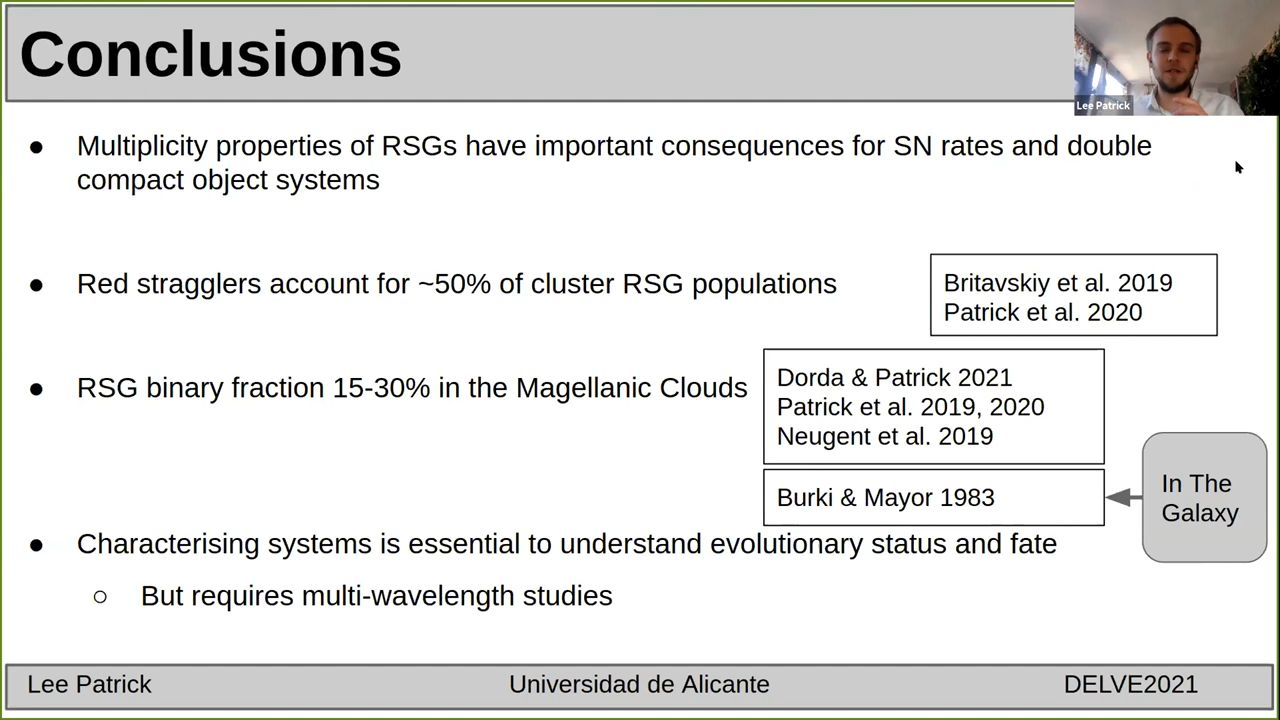 Conclusions
Lee Patrick
● Multiplicity properties of RSGs have important consequences for SN rates and double
compact object systems
● Red stragglers account for ~50% of cluster RSG populations
Britavskiy et al. 2019
Patrick et al. 2020
● RSG binary fraction 15-30% in the Magellanic Clouds
Dorda & Patrick 2021
Patrick et al. 2019, 2020
Neugent et al. 2019
Burki & Mayor 1983
In The
Galaxy
● Characterising systems is essential to understand evolutionary status and fate
○ But requires multi-wavelength studies
Lee Patrick
Universidad de Alicante
DELVE2021